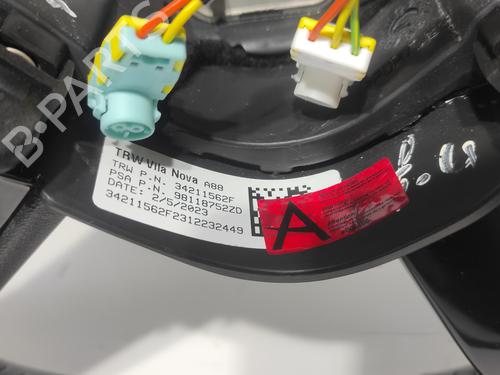 B-PARTS
TRW Vila Nova A88
TRW P.N. 34211562F
PSA P.N. 98118752ZD
DATE: 2/5/2023
34211562F2312232449
A